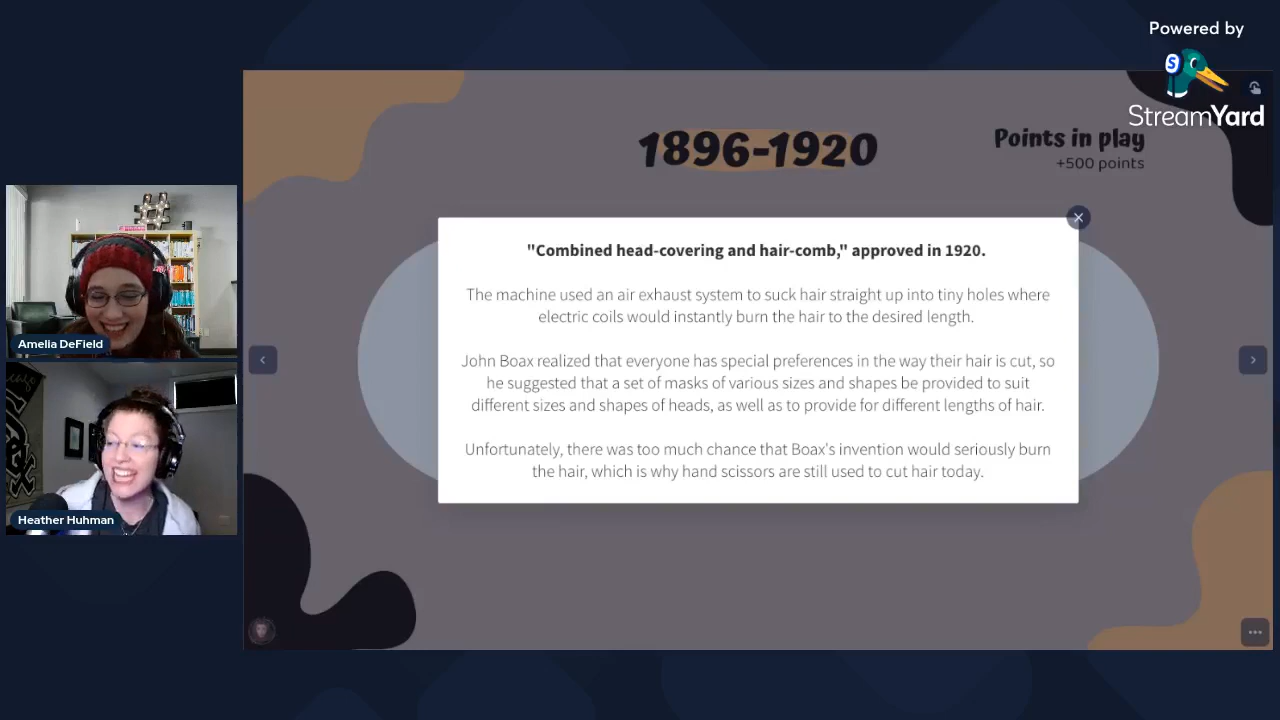 Powered by
StreamYard
1896-1920
Points in play
+500 points
"Combined head-covering and hair-comb," approved in 1920.
The machine used an air exhaust system to suck hair straight up into tiny holes where
electric coils would instantly burn the hair to the desired length.
John Boax realized that everyone has special preferences in the way their hair is cut, so
he suggested that a set of masks of various sizes and shapes be provided to suit
different sizes and shapes of heads, as well as to provide for different lengths of hair.
Unfortunately, there was too much chance that Boax's invention would seriously burn
the hair, which is why hand scissors are still used to cut hair today.
#
Amelia DeField
Heather Huhman